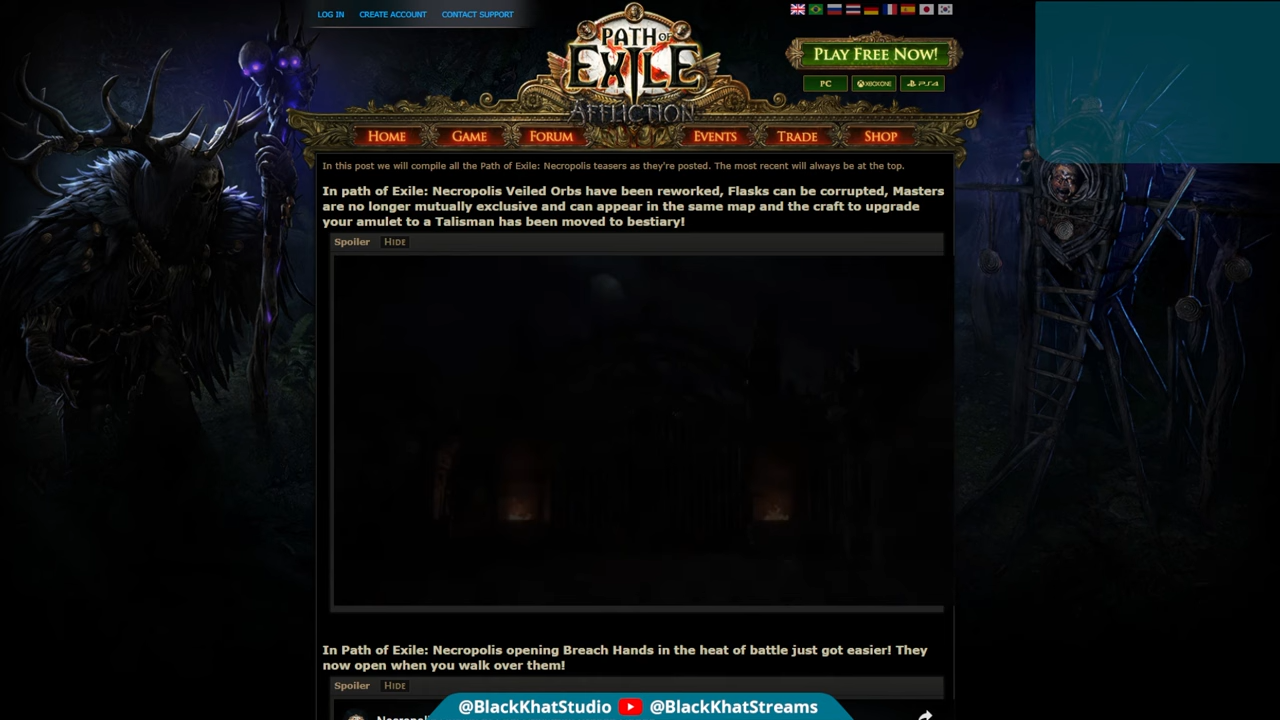 LOG IN CREATE ACCOUNT CONTACT SUPPORT
PATH OF
EXILE
AFFLICTION
PLAY FREE NOW!
PC XBOX ONE PS4
HOME GAME FORUM EVENTS TRADE SHOP
In this post we will compile all the Path of Exile: Necropolis teasers as they're posted. The most recent will always be at the top.
In path of Exile: Necropolis Veiled Orbs have been reworked, Flasks can be corrupted, Masters
are no longer mutually exclusive and can appear in the same map and the craft to upgrade
your amulet to a Talisman has been moved to bestiary!
Spoiler HIDE
In Path of Exile: Necropolis opening Breach Hands in the heat of battle just got easier! They
now open when you walk over them!
Spoiler HIDE
@BlackKhatStudio @BlackKhatStreams